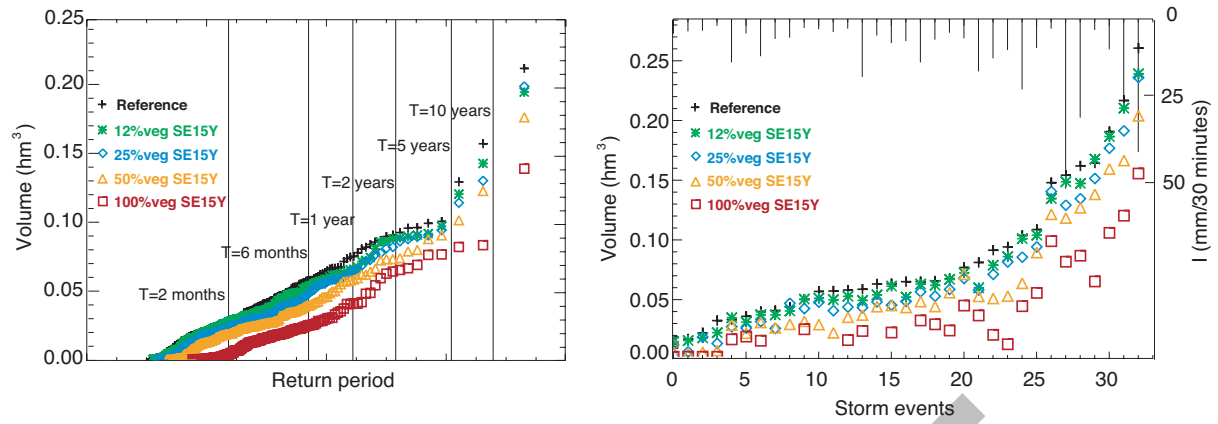 0.25
0.20
0.15
0.10
0.05
0.00
Volume (hm³)
Reference
12%veg SE15Y
25%veg SE15Y
50%veg SE15Y
100%veg SE15Y
T=10 years
T=5 years
T=2 years
T=1 year
T=6 months
T=2 months
Return period
0.25
0.20
0.15
0.10
0.05
0.00
Volume (hm³)
Reference
12%veg SE15Y
25%veg SE15Y
50%veg SE15Y
100%veg SE15Y
0
25
50
I (mm/30 minutes)
0 5 10 15 20 25 30
Storm events